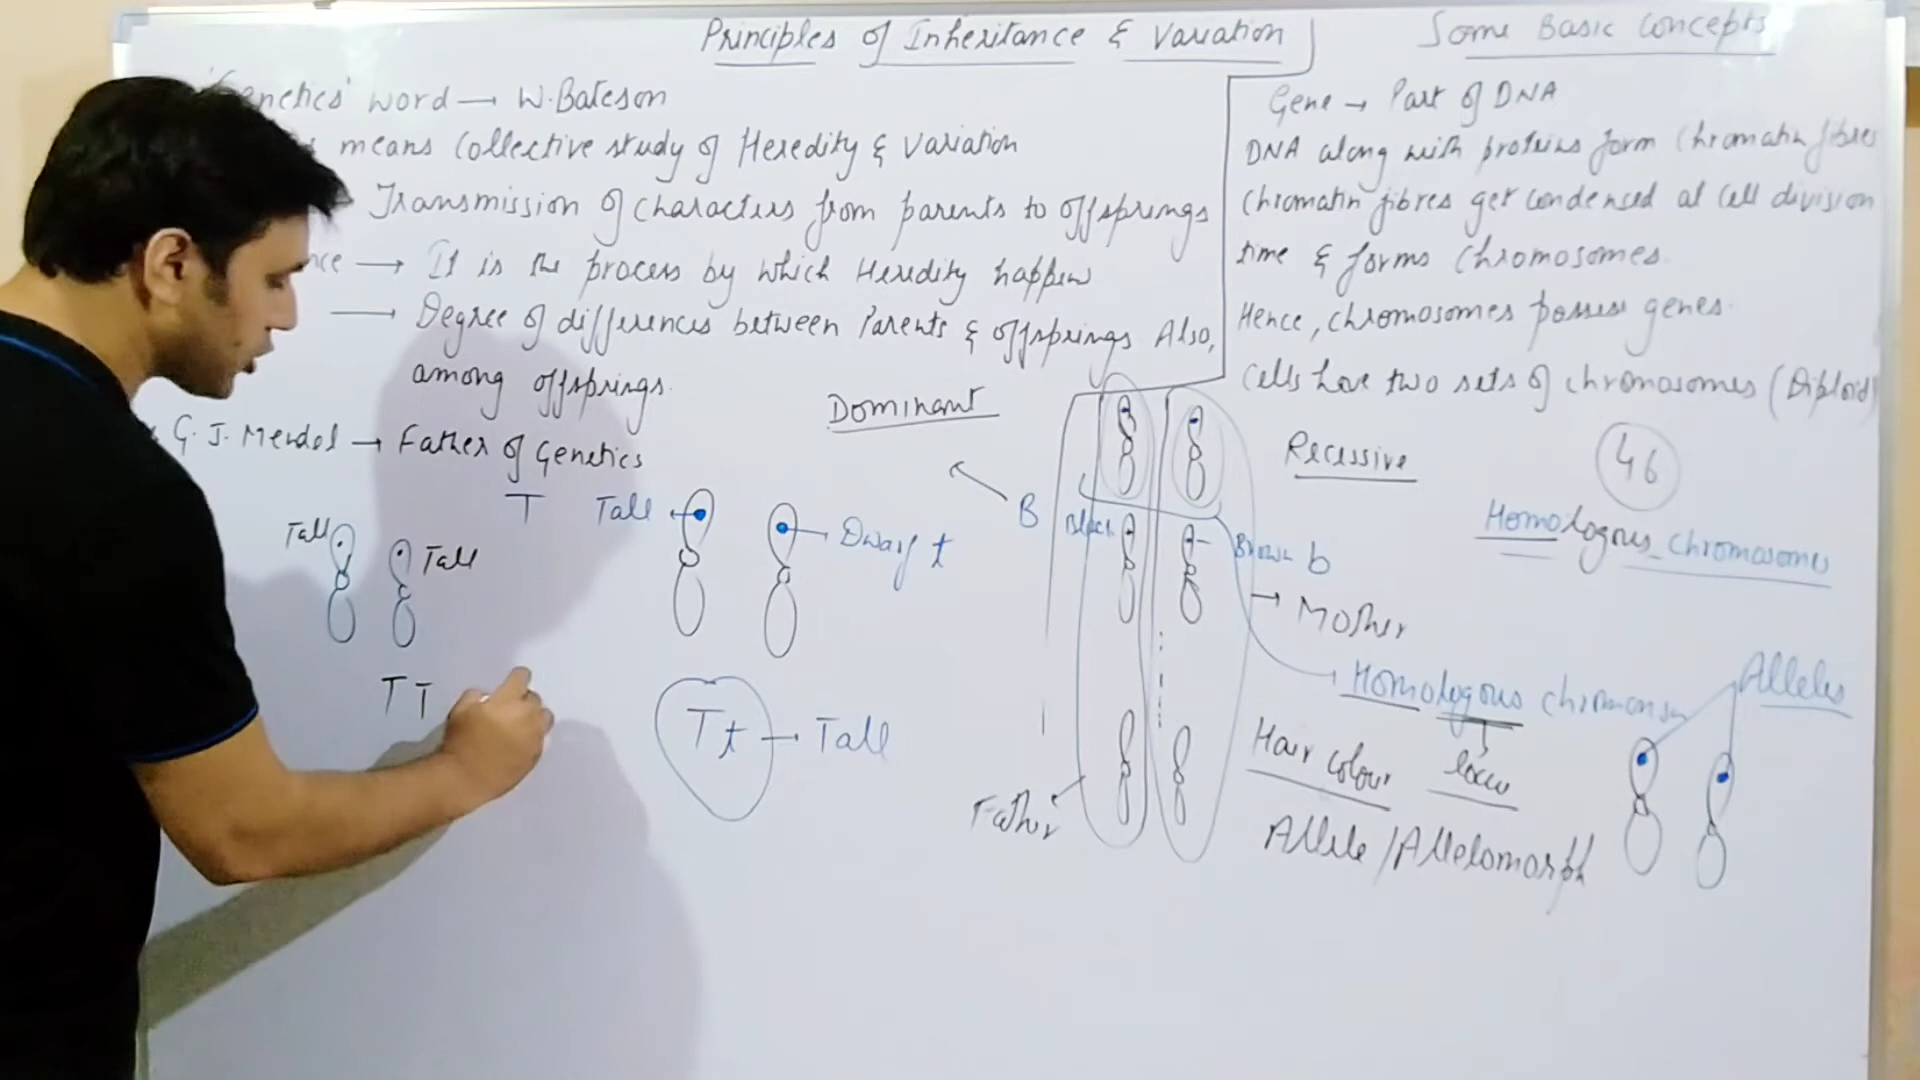 Principles of Inheritance & Variation
'Genetics' word → W. Bateson
means Collective study of Heredity & Variation
Transmission of characters from parents to offsprings
→ It is the process by which Heredity happen
→ Degree of differences between Parents & offsprings. Also,
among offsprings.
G. J. Mendel → Father of Genetics
Tall
Tall
T T
T Tall
Dwarf t
T t → Tall
Dominant
B Black
Brown b
Recessive
→ Mother
Father
Some Basic Concepts
Gene → Part of DNA
DNA along with proteins form Chromatin fibres
Chromatin fibres get condensed at cell division
time & forms chromosomes.
Hence, chromosomes possess genes.
Cells have two sets of chromosomes (Diploid)
46
Homologous chromosome
Homologous
Hair colour
Allele/Allelomorph
Alleles